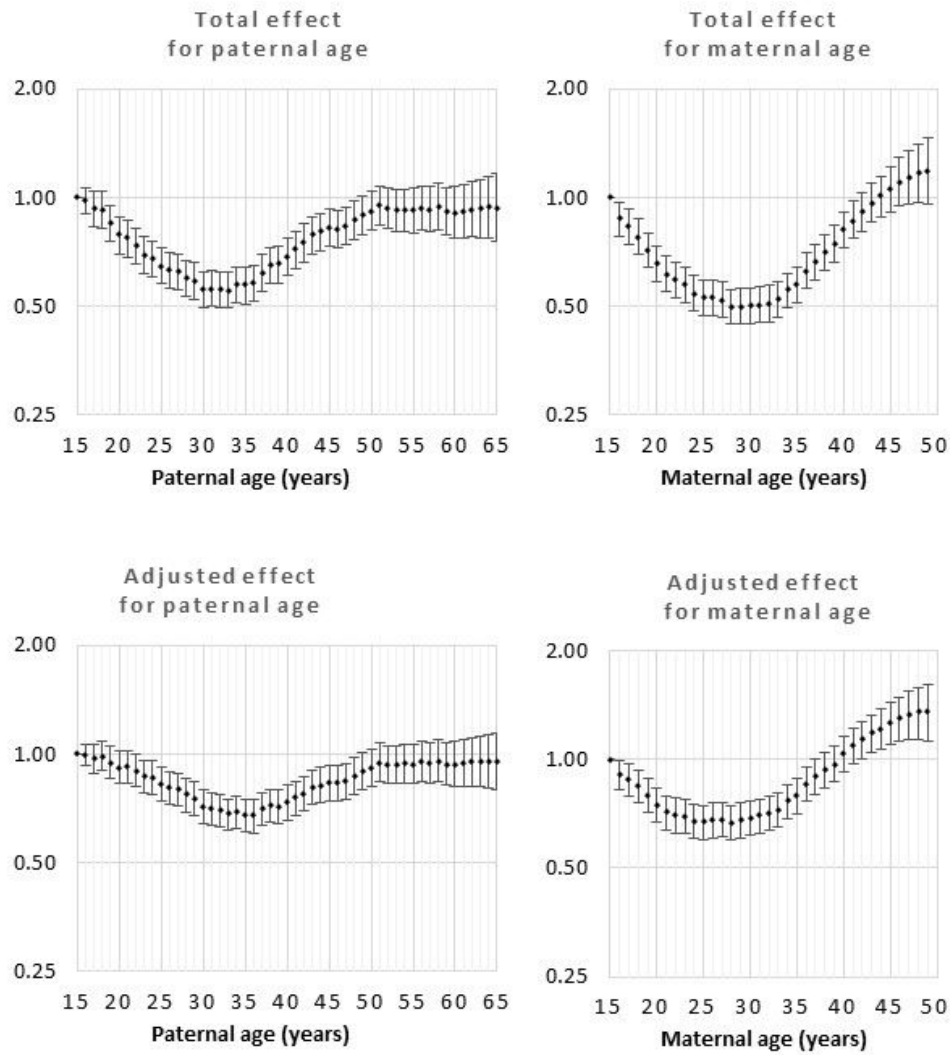 Total effect
for paternal age
2.00
1.00
0.50
0.25
15 20 25 30 35 40 45 50 55 60 65
Paternal age (years)
Total effect
for maternal age
2.00
1.00
0.50
0.25
15 20 25 30 35 40 45 50
Maternal age (years)
Adjusted effect
for paternal age
2.00
1.00
0.50
0.25
15 20 25 30 35 40 45 50 55 60 65
Paternal age (years)
Adjusted effect
for maternal age
2.00
1.00
0.50
0.25
15 20 25 30 35 40 45 50
Maternal age (years)